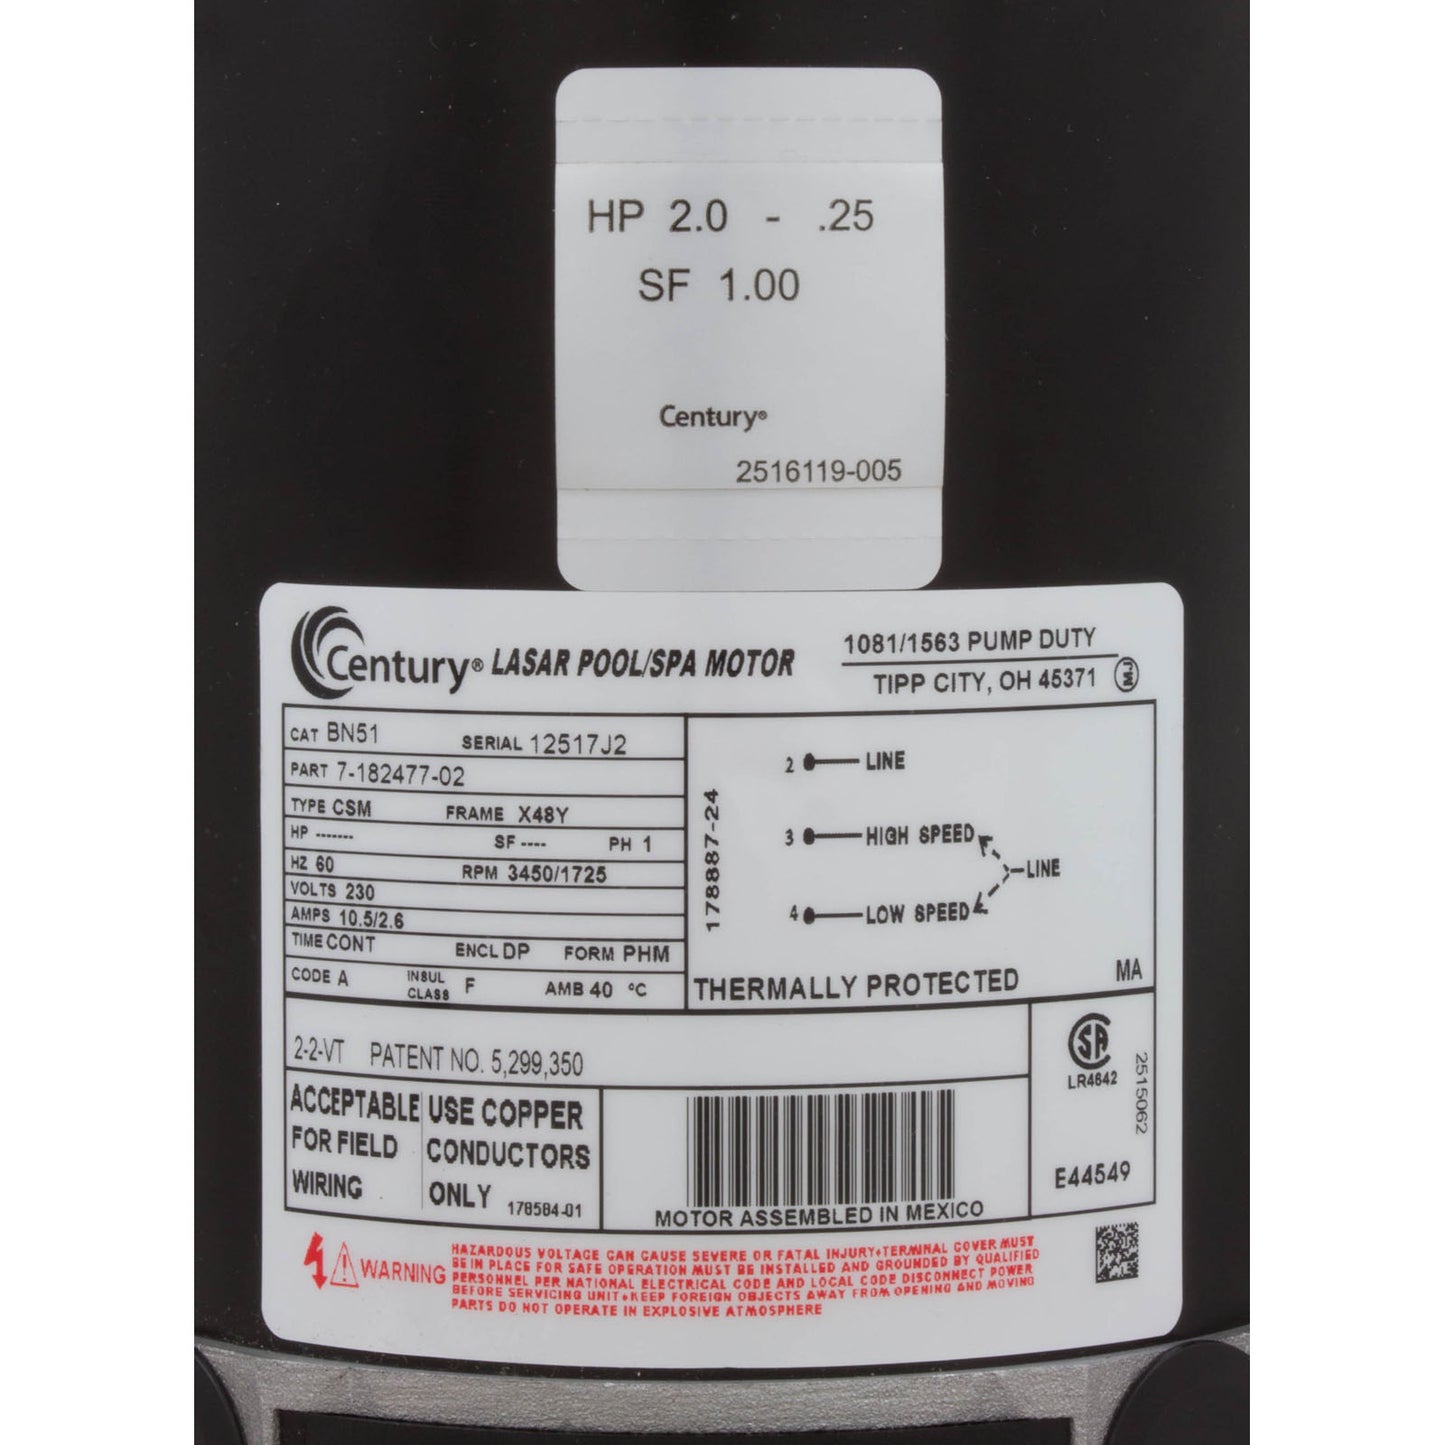 HP 2.0 - .25
SF 1.00
Century®
2516119-005
Century® LASAR POOL/SPA MOTOR
1081/1563 PUMP DUTY
TIPP CITY, OH 45371
CAT BN51 SERIAL 12517J2
PART 7-182477-02
TYPE CSM FRAME X48Y
HP ------- SF ---- PH 1
HZ 60 RPM 3450/1725
VOLTS 230
AMPS 10.5/2.6
TIME CONT ENCL DP FORM PHM
CODE A INSUL CLASS F AMB 40 °C
178887-24
2 LINE
3 HIGH SPEED
LINE
4 LOW SPEED
THERMALLY PROTECTED MA
2-2-VT PATENT NO. 5,299,350
ACCEPTABLE
FOR FIELD
WIRING
USE COPPER
CONDUCTORS
ONLY 178584-01
MOTOR ASSEMBLED IN MEXICO
LR4642
2515062
E44549
WARNING
HAZARDOUS VOLTAGE CAN CAUSE SEVERE OR FATAL INJURY•TERMINAL COVER MUST
BE IN PLACE FOR SAFE OPERATION MUST BE INSTALLED AND GROUNDED BY QUALIFIED
PERSONNEL PER NATIONAL ELECTRICAL CODE AND LOCAL CODE DISCONNECT POWER
BEFORE SERVICING UNIT•KEEP FOREIGN OBJECTS AWAY FROM OPENING AND MOVING
PARTS DO NOT OPERATE IN EXPLOSIVE ATMOSPHERE